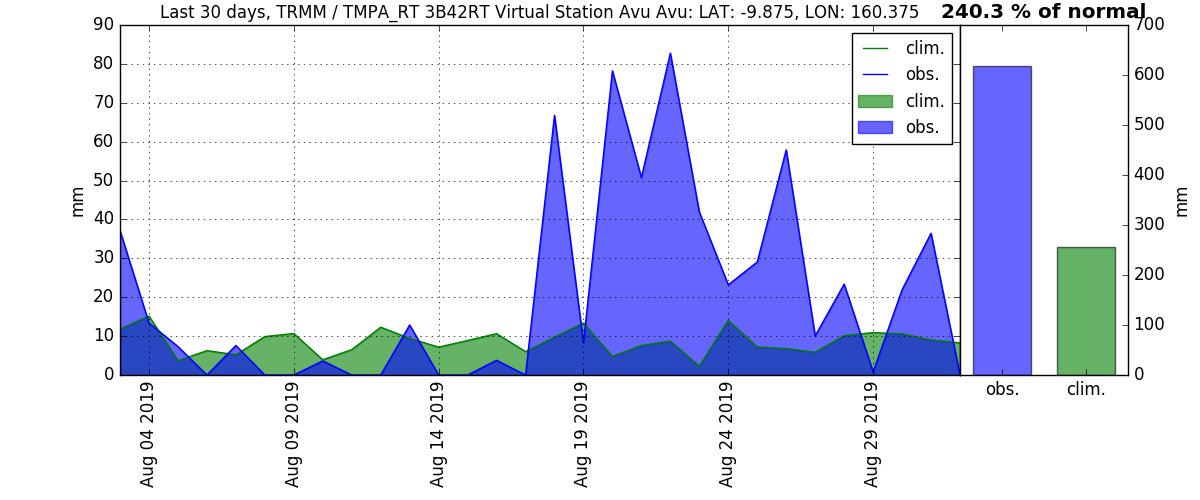 Last 30 days, TRMM / TMPA_RT 3B42RT Virtual Station Avu Avu: LAT: -9.875, LON: 160.375
240.3 % of normal
90
80
70
60
50
40
30
20
10
0
mm
clim.
obs.
clim.
obs.
Aug 04 2019
Aug 09 2019
Aug 14 2019
Aug 19 2019
Aug 24 2019
Aug 29 2019
700
600
500
400
300
200
100
0
mm
obs.
clim.